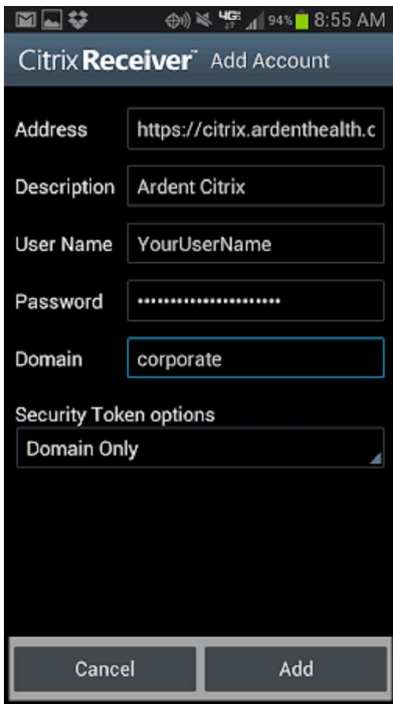 4G 94% 8:55 AM
Citrix Receiver™ Add Account
Address https://citrix.ardenthealth.c
Description Ardent Citrix
User Name YourUserName
Password ••••••••••••••••••••••
Domain corporate
Security Token options
Domain Only
Cancel Add